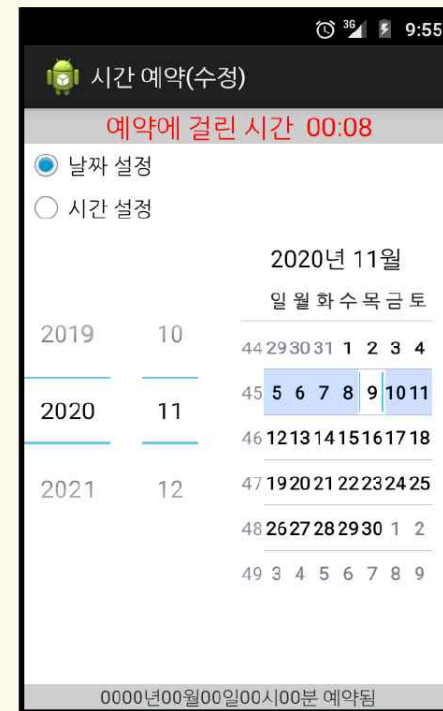 3G 9:55
시간 예약(수정)
예약에 걸린 시간 00:08
날짜 설정
시간 설정
2019 10
2020 11
2021 12
2020년 11월
일 월 화 수 목 금 토
44 29 30 31 1 2 3 4
45 5 6 7 8 9 10 11
46 12 13 14 15 16 17 18
47 19 20 21 22 23 24 25
48 26 27 28 29 30 1 2
49 3 4 5 6 7 8 9
0000년00월00일00시00분 예약됨